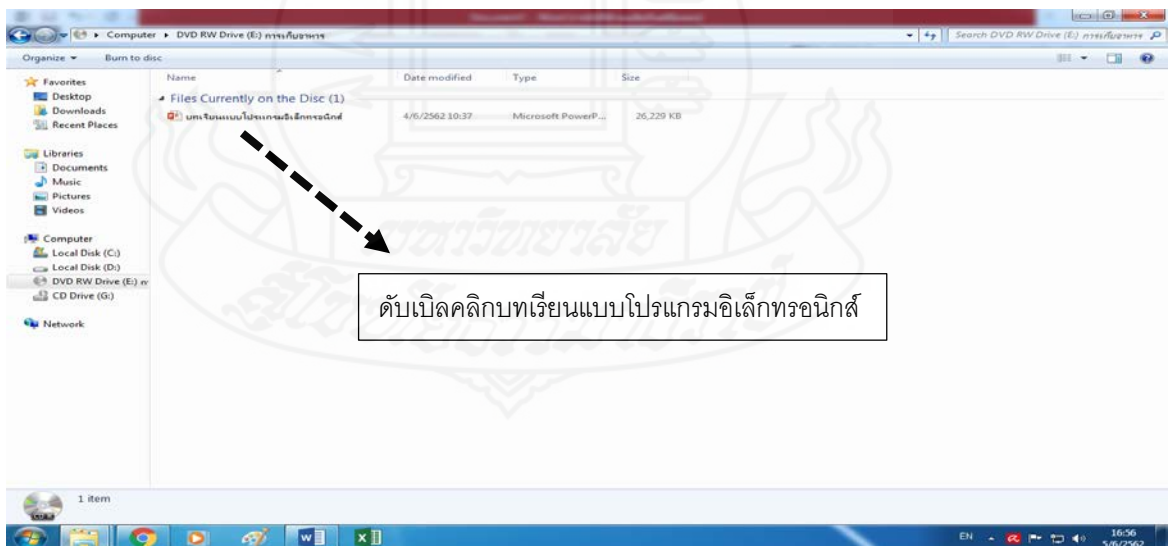 Computer ▸ DVD RW Drive (E:) การเก็บอาหาร
Search DVD RW Drive (E:) การเก็บอาหาร
Organize
Burn to disc
Favorites
Desktop
Downloads
Recent Places
Libraries
Documents
Music
Pictures
Videos
Computer
Local Disk (C:)
Local Disk (D:)
DVD RW Drive (E:) ก
CD Drive (G:)
Network
Name Date modified Type Size
Files Currently on the Disc (1)
บทเรียนแบบโปรแกรมอิเล็กทรอนิกส์ 4/6/2562 10:37 Microsoft PowerP... 26,229 KB
ดับเบิลคลิกบทเรียนแบบโปรแกรมอิเล็กทรอนิกส์
1 item
EN
16:56
5/6/2562